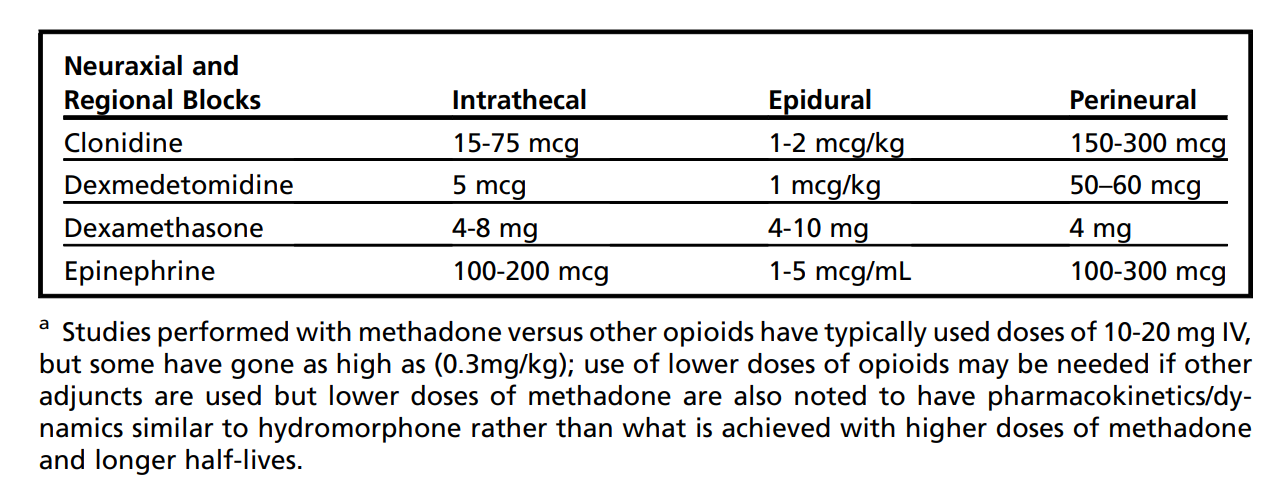 Neuraxial and
Regional Blocks Intrathecal Epidural Perineural
Clonidine 15-75 mcg 1-2 mcg/kg 150-300 mcg
Dexmedetomidine 5 mcg 1 mcg/kg 50–60 mcg
Dexamethasone 4-8 mg 4-10 mg 4 mg
Epinephrine 100-200 mcg 1-5 mcg/mL 100-300 mcg
a Studies performed with methadone versus other opioids have typically used doses of 10-20 mg IV,
but some have gone as high as (0.3mg/kg); use of lower doses of opioids may be needed if other
adjuncts are used but lower doses of methadone are also noted to have pharmacokinetics/dy-
namics similar to hydromorphone rather than what is achieved with higher doses of methadone
and longer half-lives.